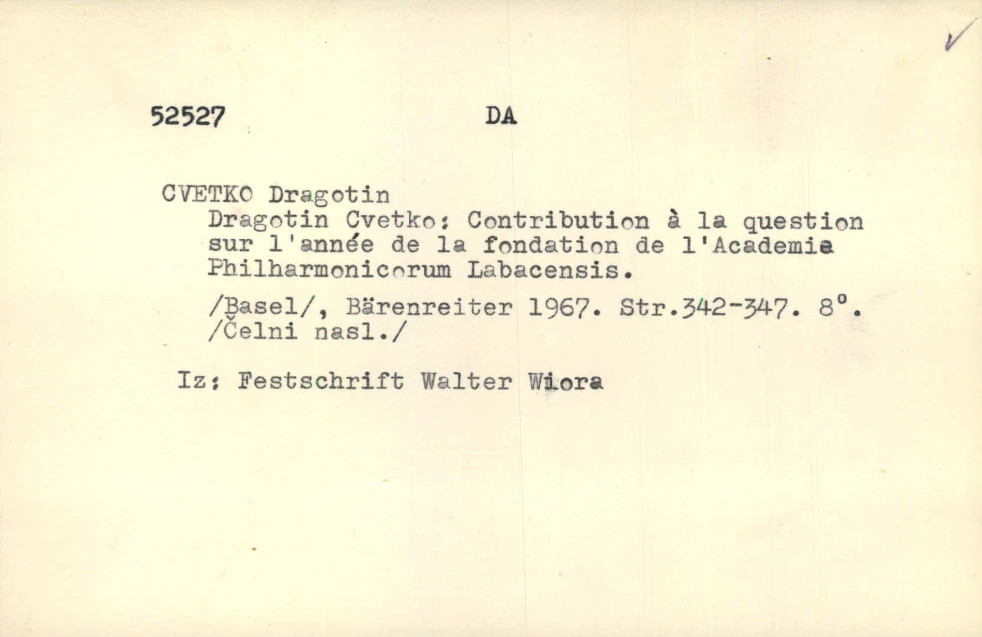 52527 DA
CVETKO Dragotin
Dragotin Cvetko: Contribution à la question
sur l'année de la fondation de l'Academia
Philharmonicorum Labacensis.
/Basel/, Bärenreiter 1967. Str.342-347. 8°.
/Čelni nasl./
Iz: Festschrift Walter Wiora